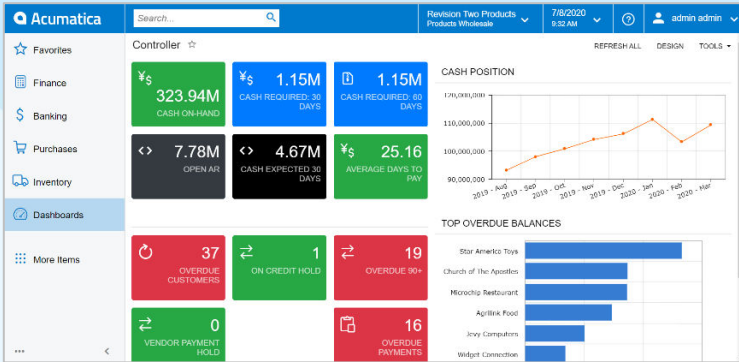 Acumatica
Search...
Revision Two Products
Products Wholesale
7/8/2020
9:32 AM
admin admin
Favorites
Finance
Banking
Purchases
Inventory
Dashboards
More Items
Controller
REFRESH ALL DESIGN TOOLS
¥$ 323.94M
CASH ON-HAND
¥$ 1.15M
CASH REQUIRED: 30
DAYS
1.15M
CASH REQUIRED: 60
DAYS
7.78M
OPEN AR
4.67M
CASH EXPECTED 30
DAYS
¥$ 25.16
AVERAGE DAYS TO
PAY
37
OVERDUE
CUSTOMERS
1
ON CREDIT HOLD
19
OVERDUE 90+
0
VENDOR PAYMENT
HOLD
16
OVERDUE
PAYMENTS
CASH POSITION
120,000,000
110,000,000
100,000,000
90,000,000
2019 - Aug
2019 - Sep
2019 - Oct
2019 - Nov
2019 - Dec
2020 - Jan
2020 - Feb
2020 - Mar
TOP OVERDUE BALANCES
Star America Toys
Church of The Apostles
Microchip Restaurant
Agrilink Food
Jevy Computers
Widget Connection